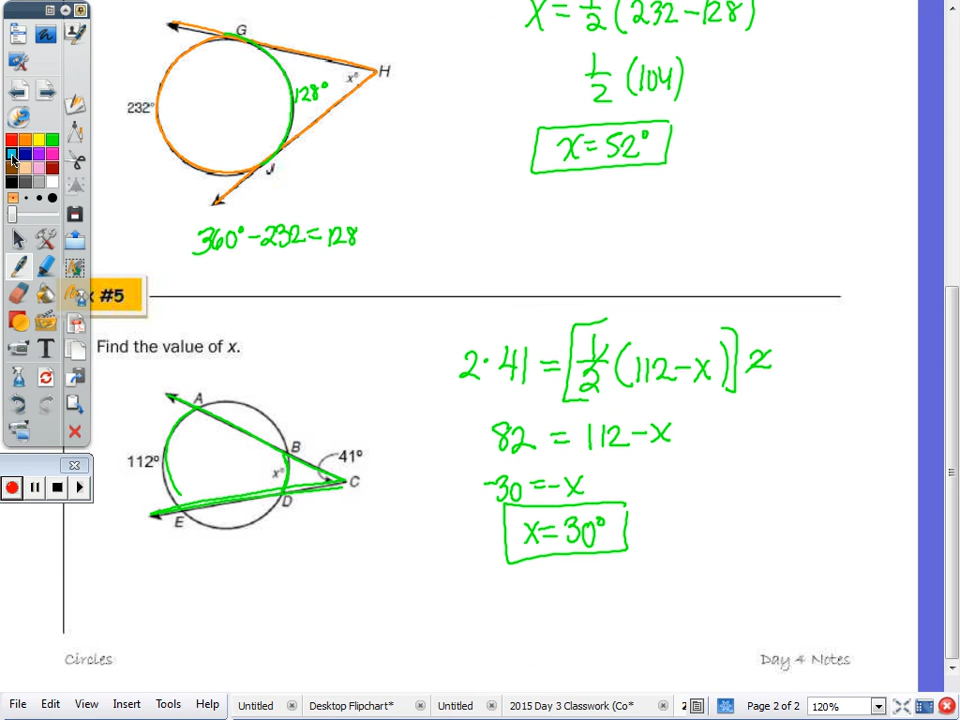 x = 1/2 (232-128)
G
H
x°
128°
232°
1/2 (104)
x = 52°
J
360° - 232 = 128
x #5
Find the value of x.
2 · 41 = [1/2 (112-x)] 2
A
B
41°
112°
x°
C
82 = 112-x
D
E
-30 = -x
x = 30°
Circles
Day 4 Notes
File Edit View Insert Tools Help Untitled Desktop Flipchart* Untitled 2015 Day 3 Classwork (Co* 2 Page 2 of 2 120%